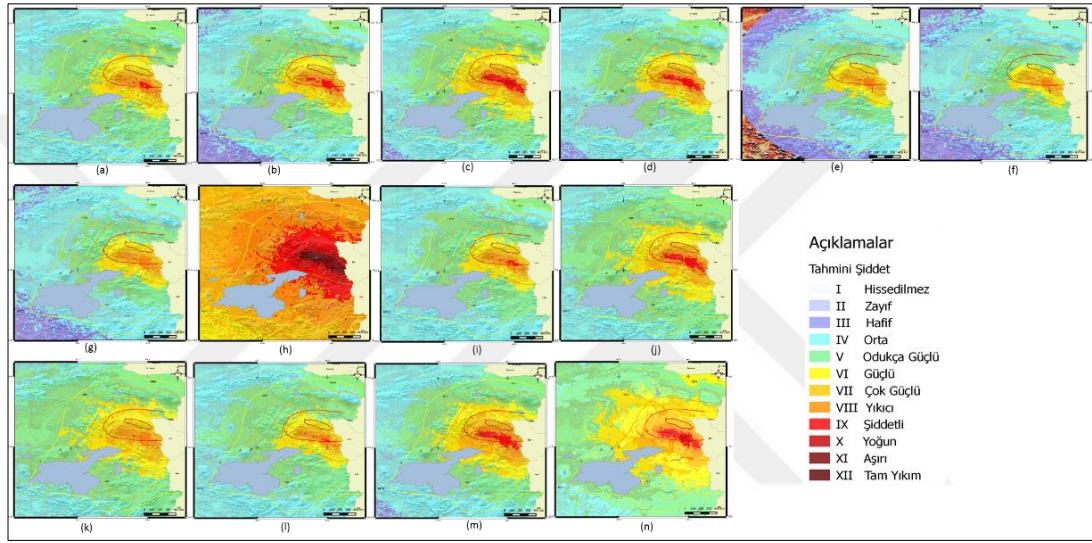 (a)
(b)
(c)
(d)
(e)
(f)
(g)
(h)
(i)
(j)
Açıklamalar
Tahmini Şiddet
I Hissedilmez
II Zayıf
III Hafif
IV Orta
V Odukça Güçlü
VI Güçlü
VII Çok Güçlü
VIII Yıkıcı
IX Şiddetli
X Yoğun
XI Aşırı
XII Tam Yıkım
(k)
(l)
(m)
(n)